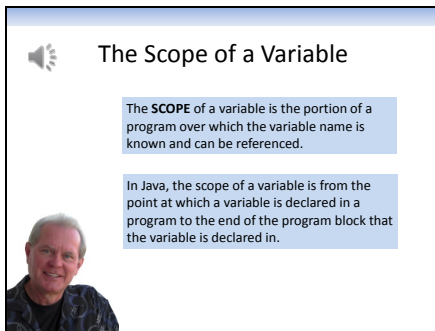 The Scope of a Variable
The SCOPE of a variable is the portion of a
program over which the variable name is
known and can be referenced.
In Java, the scope of a variable is from the
point at which a variable is declared in a
program to the end of the program block that
the variable is declared in.